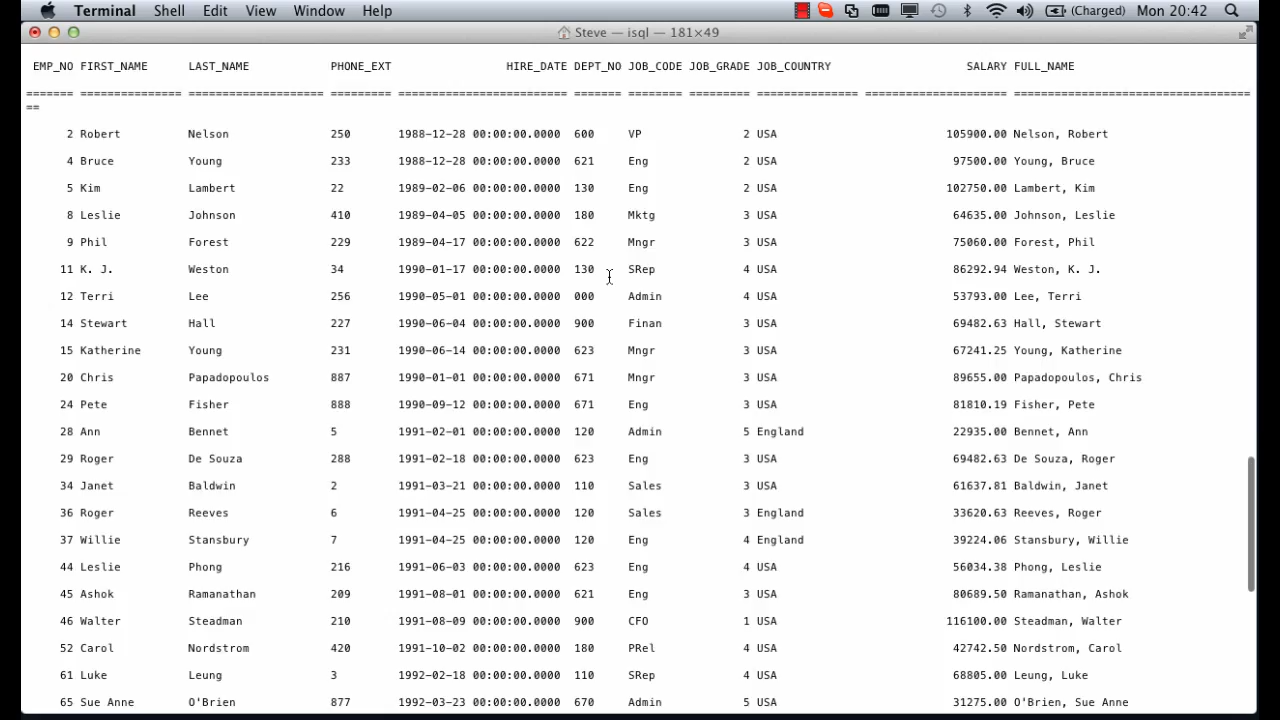 Terminal Shell Edit View Window Help (Charged) Mon 20:42
Steve — isql — 181×49
EMP_NO FIRST_NAME LAST_NAME PHONE_EXT HIRE_DATE DEPT_NO JOB_CODE JOB_GRADE JOB_COUNTRY SALARY FULL_NAME
======= =============== ==================== ========= ========================= ======= ======== ========= =============== ===================== ===================================
==
2 Robert Nelson 250 1988-12-28 00:00:00.0000 600 VP 2 USA 105900.00 Nelson, Robert
4 Bruce Young 233 1988-12-28 00:00:00.0000 621 Eng 2 USA 97500.00 Young, Bruce
5 Kim Lambert 22 1989-02-06 00:00:00.0000 130 Eng 2 USA 102750.00 Lambert, Kim
8 Leslie Johnson 410 1989-04-05 00:00:00.0000 180 Mktg 3 USA 64635.00 Johnson, Leslie
9 Phil Forest 229 1989-04-17 00:00:00.0000 622 Mngr 3 USA 75060.00 Forest, Phil
11 K. J. Weston 34 1990-01-17 00:00:00.0000 130 SRep 4 USA 86292.94 Weston, K. J.
12 Terri Lee 256 1990-05-01 00:00:00.0000 000 Admin 4 USA 53793.00 Lee, Terri
14 Stewart Hall 227 1990-06-04 00:00:00.0000 900 Finan 3 USA 69482.63 Hall, Stewart
15 Katherine Young 231 1990-06-14 00:00:00.0000 623 Mngr 3 USA 67241.25 Young, Katherine
20 Chris Papadopoulos 887 1990-01-01 00:00:00.0000 671 Mngr 3 USA 89655.00 Papadopoulos, Chris
24 Pete Fisher 888 1990-09-12 00:00:00.0000 671 Eng 3 USA 81810.19 Fisher, Pete
28 Ann Bennet 5 1991-02-01 00:00:00.0000 120 Admin 5 England 22935.00 Bennet, Ann
29 Roger De Souza 288 1991-02-18 00:00:00.0000 623 Eng 3 USA 69482.63 De Souza, Roger
34 Janet Baldwin 2 1991-03-21 00:00:00.0000 110 Sales 3 USA 61637.81 Baldwin, Janet
36 Roger Reeves 6 1991-04-25 00:00:00.0000 120 Sales 3 England 33620.63 Reeves, Roger
37 Willie Stansbury 7 1991-04-25 00:00:00.0000 120 Eng 4 England 39224.06 Stansbury, Willie
44 Leslie Phong 216 1991-06-03 00:00:00.0000 623 Eng 4 USA 56034.38 Phong, Leslie
45 Ashok Ramanathan 209 1991-08-01 00:00:00.0000 621 Eng 3 USA 80689.50 Ramanathan, Ashok
46 Walter Steadman 210 1991-08-09 00:00:00.0000 900 CFO 1 USA 116100.00 Steadman, Walter
52 Carol Nordstrom 420 1991-10-02 00:00:00.0000 180 PRel 4 USA 42742.50 Nordstrom, Carol
61 Luke Leung 3 1992-02-18 00:00:00.0000 110 SRep 4 USA 68805.00 Leung, Luke
65 Sue Anne O'Brien 877 1992-03-23 00:00:00.0000 670 Admin 5 USA 31275.00 O'Brien, Sue Anne